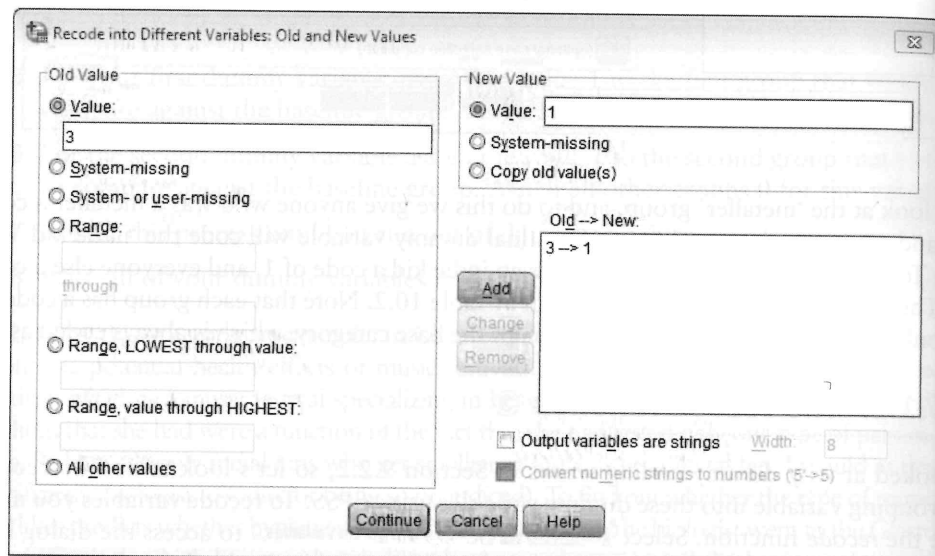 Recode into Different Variables: Old and New Values
Old Value
Value:
3
System-missing
System- or user-missing
Range:
through
Range, LOWEST through value:
Range, value through HIGHEST:
All other values
New Value
Value: 1
System-missing
Copy old value(s)
Old --> New:
3 --> 1
Add
Change
Remove
Output variables are strings Width: 8
Convert numeric strings to numbers ('5'->5)
Continue Cancel Help